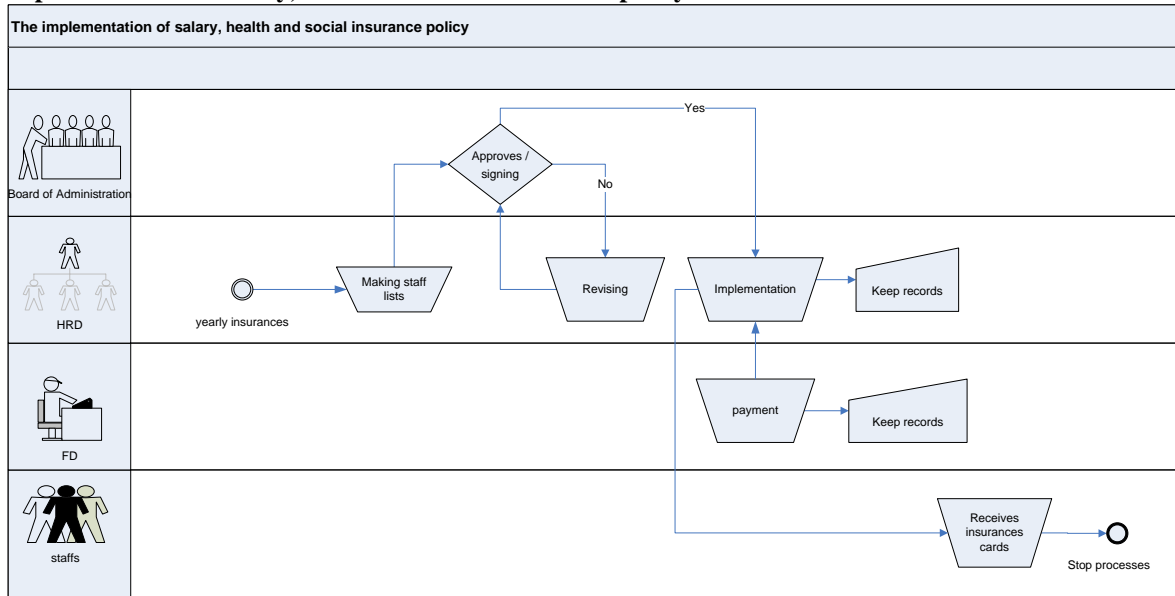 The implementation of salary, health and social insurance policy
Yes
Approves /
signing
No
Board of Administration
Making staff
lists
Revising
Implementation
Keep records
yearly insurances
HRD
payment
Keep records
FD
Receives
insurances
cards
staffs
Stop processes